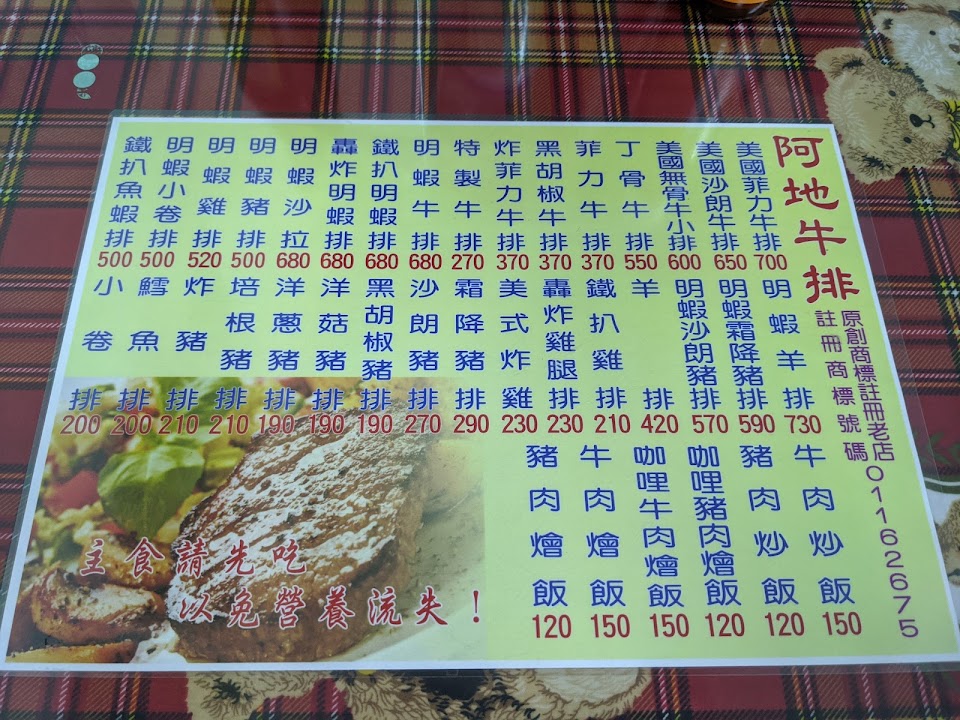 阿地牛排
原創商標註冊老店
註冊商標號碼01162675
美國菲力牛排700
美國沙朗牛排650
美國無骨牛小排600
丁骨牛排550
菲力牛排370
黑胡椒牛排370
炸菲力牛排370
特製牛排270
明蝦牛排680
鐵扒明蝦排680
轟炸明蝦排680
明蝦沙拉680
明蝦豬排500
明蝦雞排520
明蝦小卷排500
鐵扒魚蝦排500
明蝦羊排730
明蝦霜降豬排590
明蝦沙朗豬排570
羊排420
鐵扒雞排210
轟炸雞腿排230
美式炸雞230
霜降豬排290
沙朗豬排270
黑胡椒豬排190
洋菇豬排190
洋蔥豬排190
培根豬排210
炸豬排210
鱈魚排200
小卷排200
牛肉炒飯150
豬肉炒飯120
咖哩豬肉燴飯120
咖哩牛肉燴飯150
牛肉燴飯150
豬肉燴飯120
主食請先吃
以免營養流失！